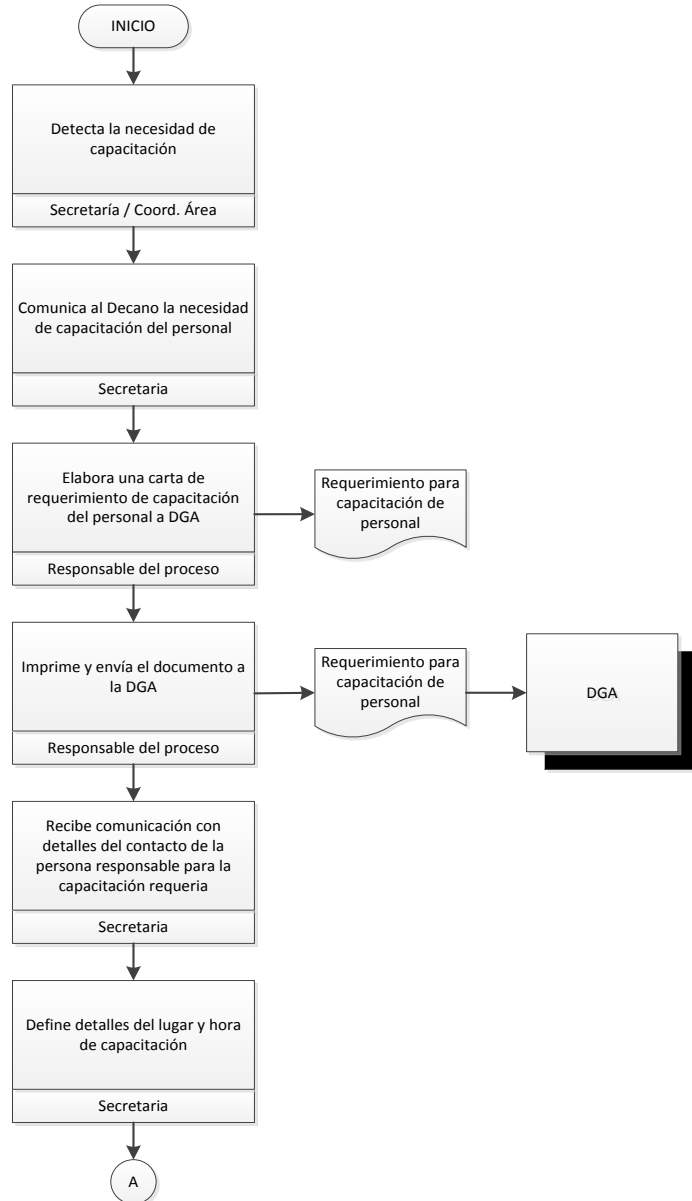 INICIO
Detecta la necesidad de
capacitación
Secretaría / Coord. Área
Comunica al Decano la necesidad
de capacitación del personal
Secretaria
Elabora una carta de
requerimiento de capacitación
del personal a DGA
Responsable del proceso
Requerimiento para
capacitación de
personal
Imprime y envía el documento a
la DGA
Responsable del proceso
Requerimiento para
capacitación de
personal
DGA
Recibe comunicación con
detalles del contacto de la
persona responsable para la
capacitación requeria
Secretaria
Define detalles del lugar y hora
de capacitación
Secretaria
A